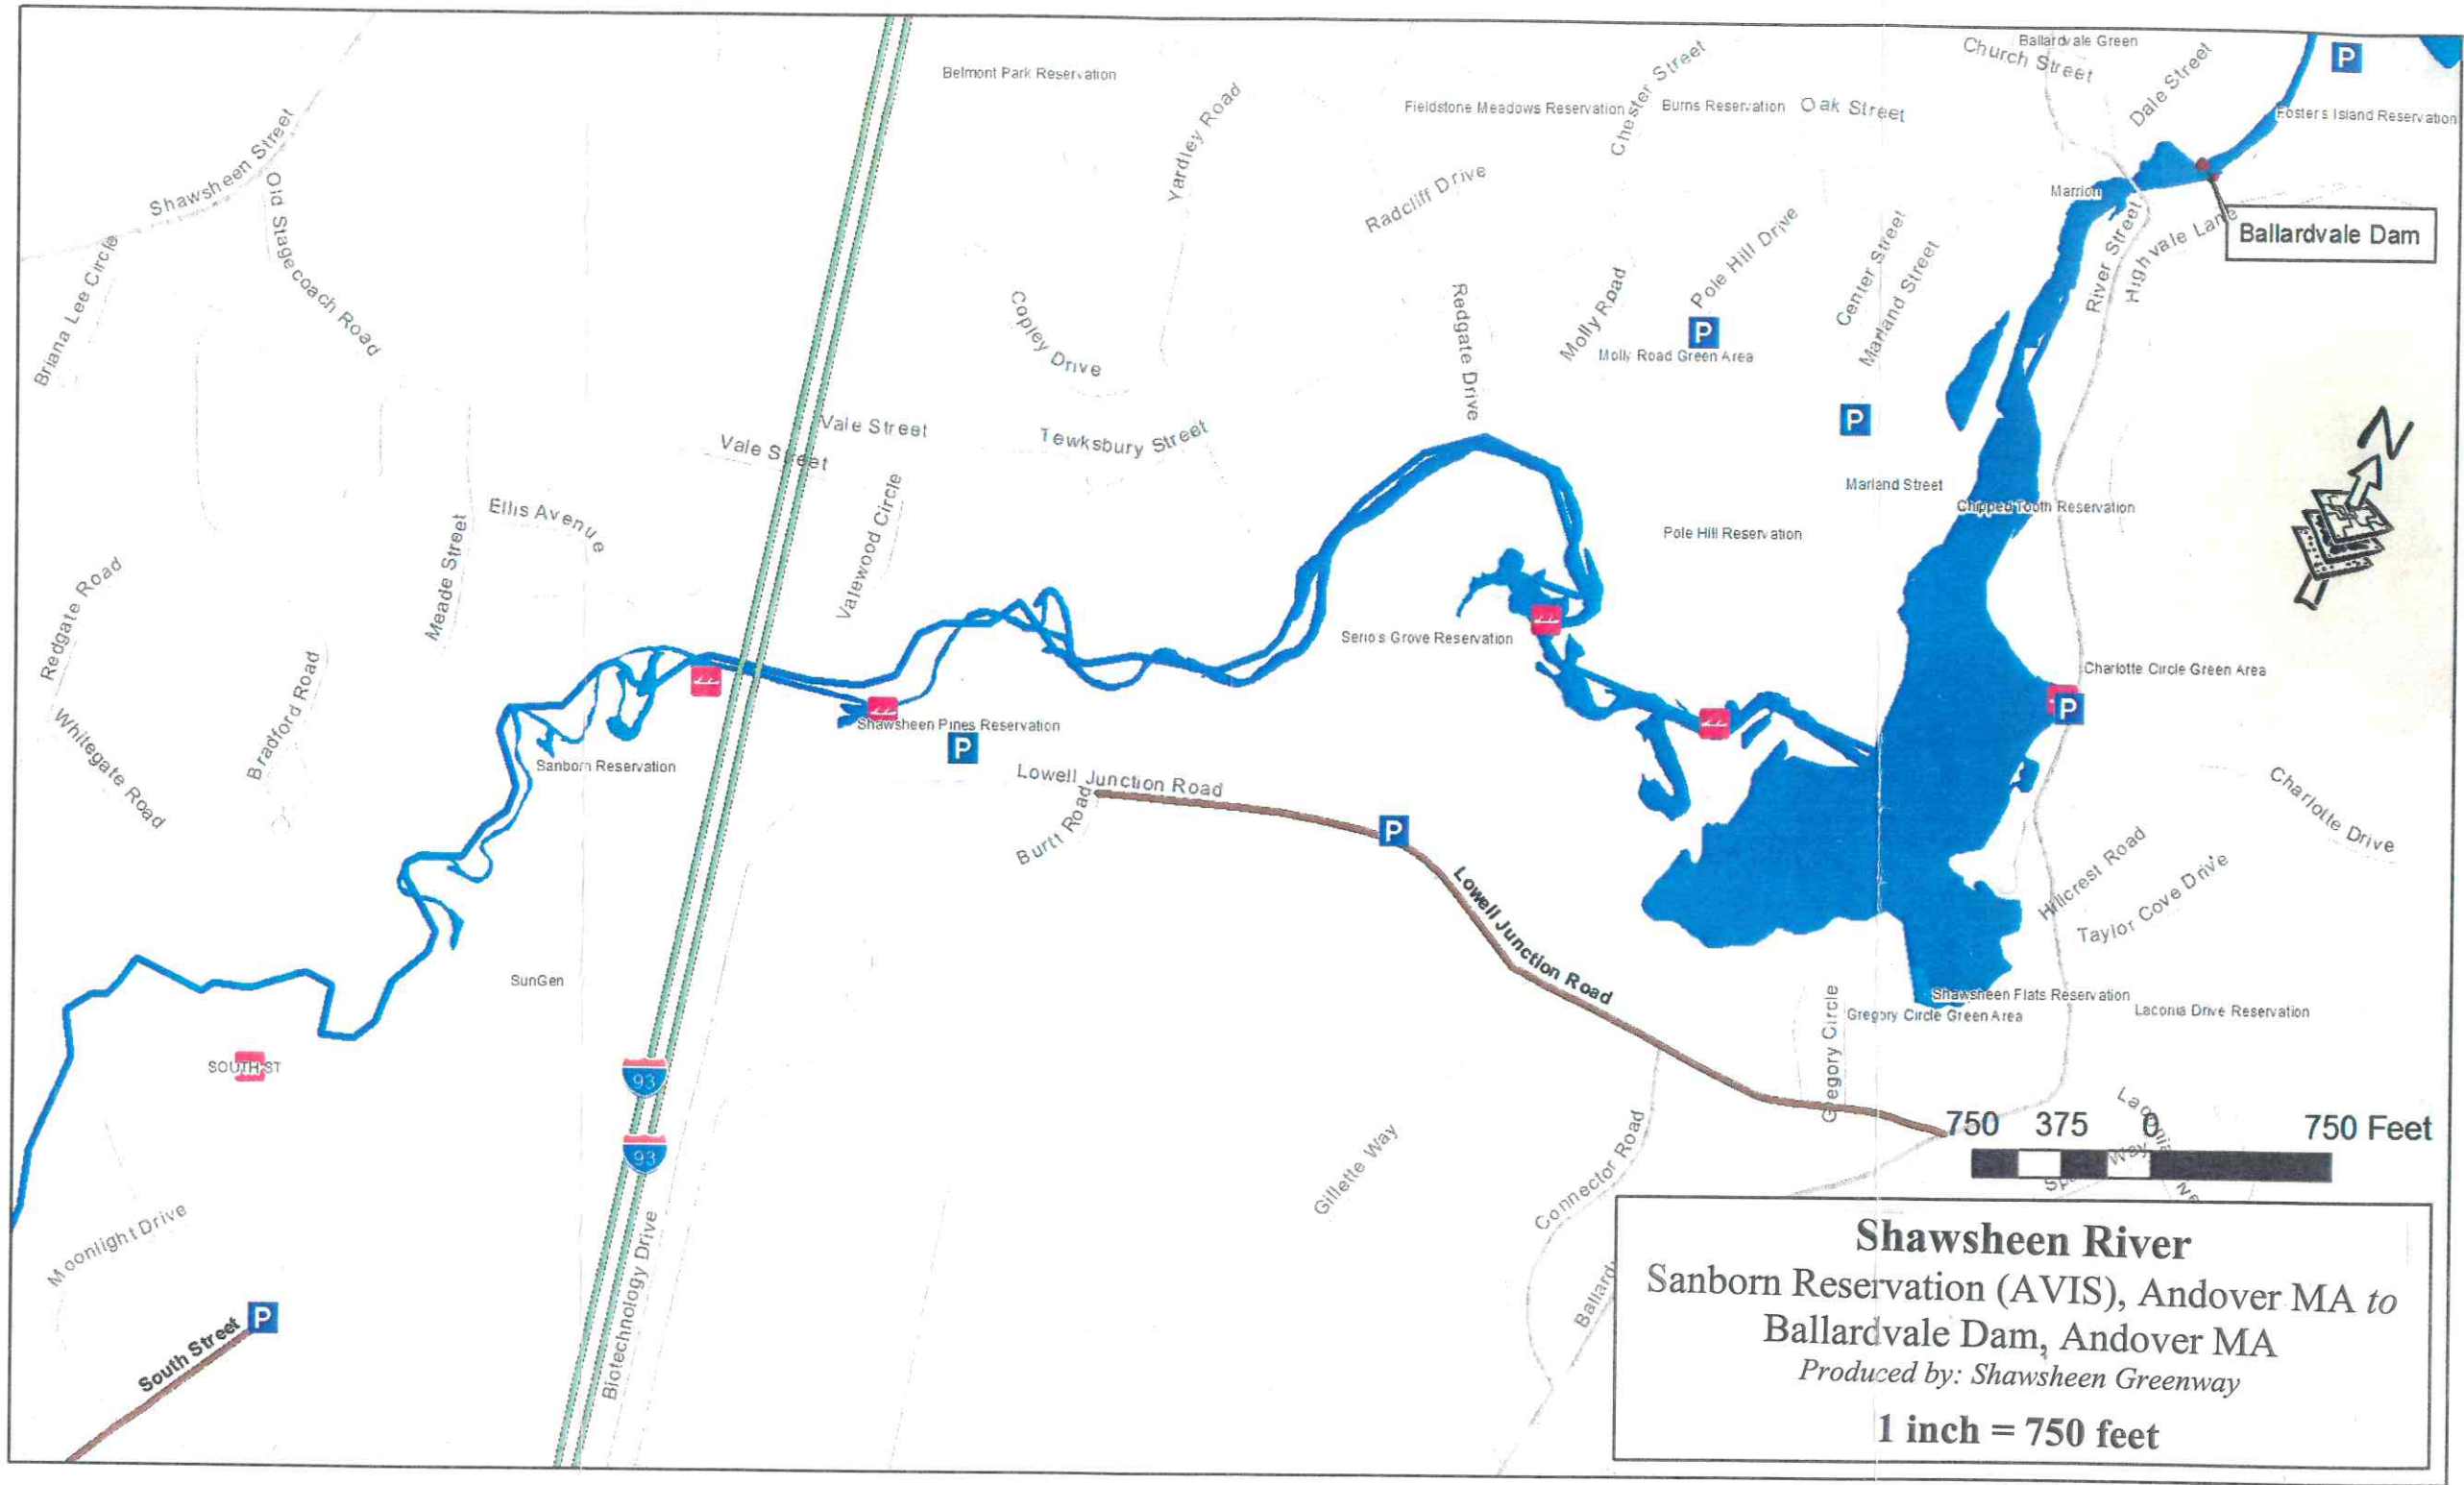 Ballardvale Green
Church Street
Dale Street
P
Belmont Park Reservation
Chester Street
Yardley Road
Fieldstone Meadows Reservation
Burns Reservation
Oak Street
Fosters Island Reservation
Shawsheen Street
Old Stagecoach Road
Radcliff Drive
Marrion
River Street
Highvale Lane
Ballardvale Dam
Briana Lee Circle
Copley Drive
Redgate Drive
Molly Road
Pole Hill Drive
P
Molly Road Green Area
Center Street
Marland Street
P
N
Vale Street
Vale Street
Tewksbury Street
Marland Street
Chipped Tooth Reservation
Ellis Avenue
Meade Street
Valewood Circle
Pole Hill Reservation
Redgate Road
Serio's Grove Reservation
Charlotte Circle Green Area
P
Whitegate Road
Bradford Road
Sanborn Reservation
Shawsheen Pines Reservation
P
Lowell Junction Road
Burtt Road
P
Lowell Junction Road
Charlotte Drive
Hillcrest Road
Taylor Cove Drive
SunGen
Shawsheen Flats Reservation
Gregory Circle Green Area
Laconia Drive Reservation
Gregory Circle
SOUTH ST
93
93
Gillette Way
Connector Road
Moonlight Drive
Biotechnology Drive
South Street
P
750 375 0 750 Feet
Way
Shawsheen River
Sanborn Reservation (AVIS), Andover MA to
Ballardvale Dam, Andover MA
Produced by: Shawsheen Greenway
1 inch = 750 feet